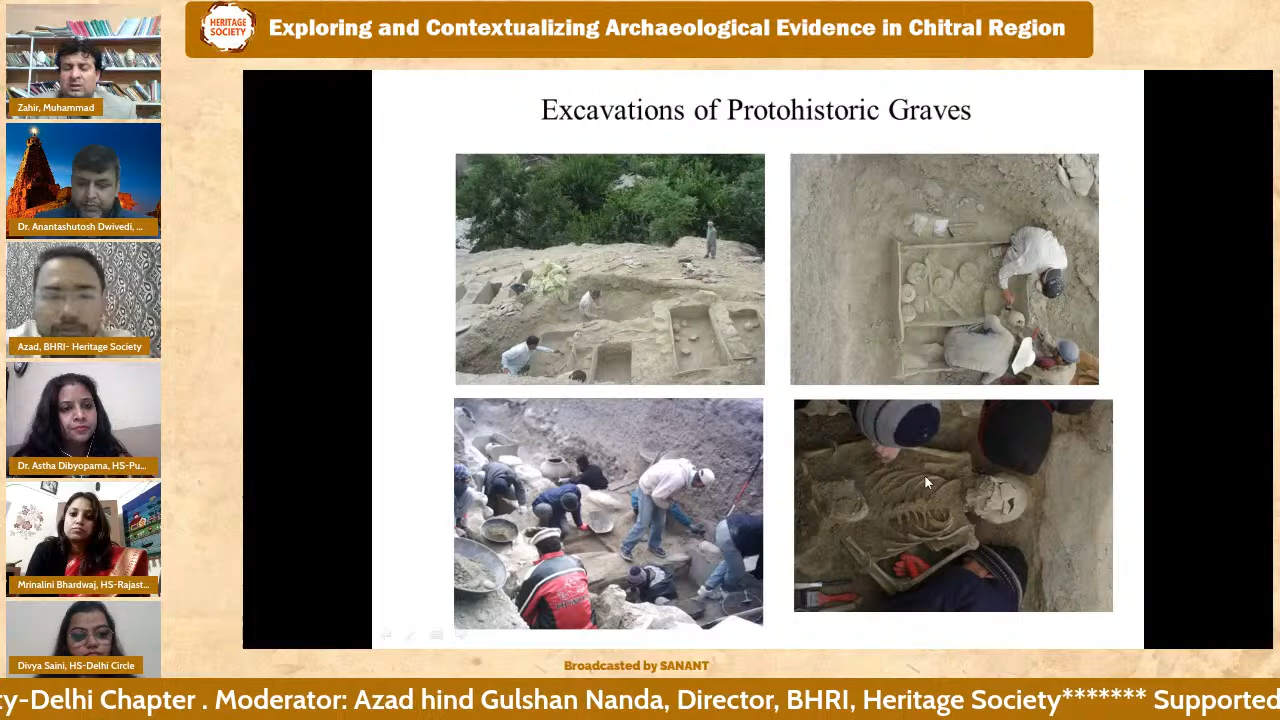 HERITAGE
SOCIETY
Exploring and Contextualizing Archaeological Evidence in Chitral Region
Excavations of Protohistoric Graves
Zahir, Muhammad
Dr. Anantashutosh Dwivedi, ...
Azad, BHRI- Heritage Society
Dr. Astha Dibyopama, HS-Pu...
Mrinalini Bhardwaj, HS-Rajast...
Divya Saini, HS-Delhi Circle
Broadcasted by SANANT
ty-Delhi Chapter . Moderator: Azad hind Gulshan Nanda, Director, BHRI, Heritage Society******* Supported